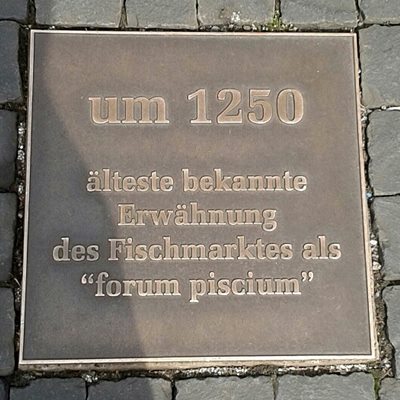 um 1250
älteste bekannte
Erwähnung
des Fischmarktes als
“forum piscium”